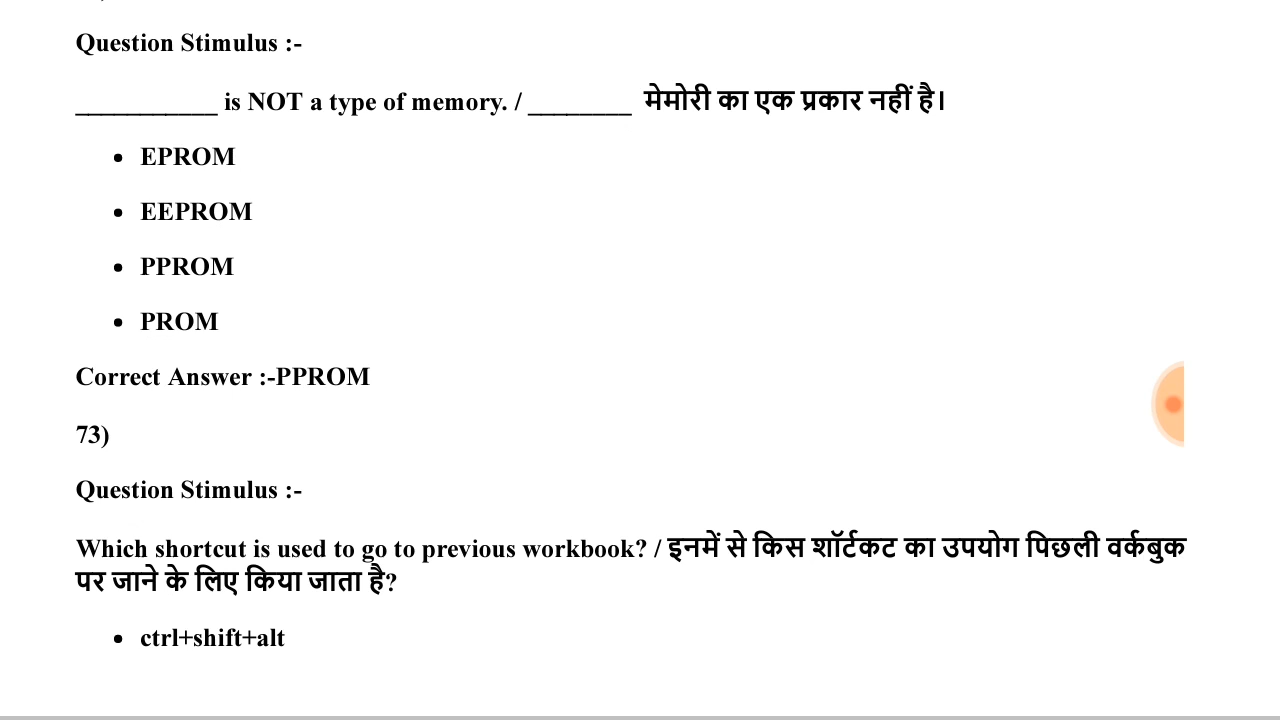 Question Stimulus :-
___________ is NOT a type of memory. / ________ मेमोरी का एक प्रकार नहीं है।
• EPROM
• EEPROM
• PPROM
• PROM
Correct Answer :-PPROM
73)
Question Stimulus :-
Which shortcut is used to go to previous workbook? / इनमें से किस शॉर्टकट का उपयोग पिछली वर्कबुक
पर जाने के लिए किया जाता है?
• ctrl+shift+alt